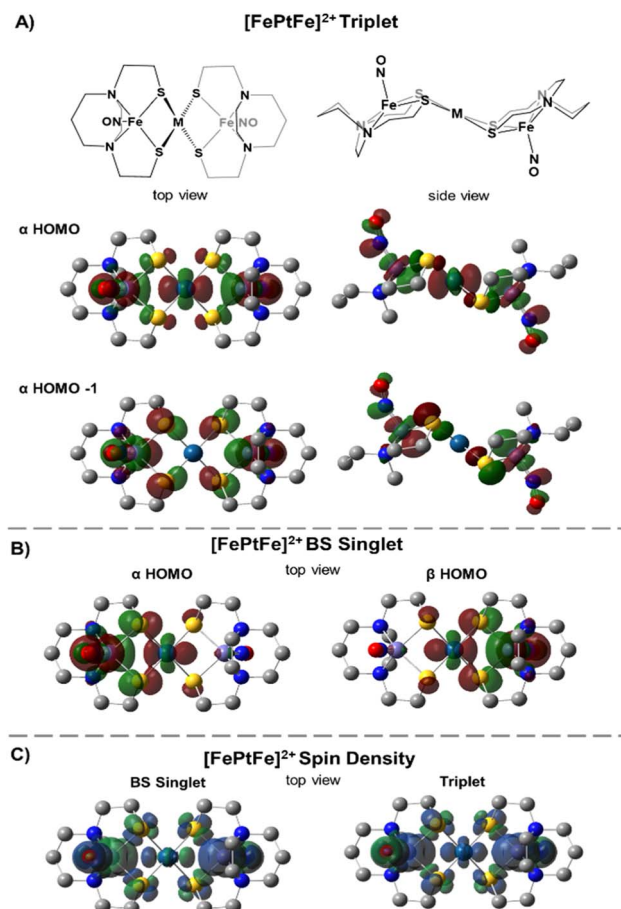 A)
[FePtFe]²⁺ Triplet
N N S S N N
ON Fe M Fe NO
S S
top view
O
N
Fe S M S
N N
S Fe
N
O
side view
α HOMO
α HOMO -1
B)
[FePtFe]²⁺ BS Singlet
α HOMO
top view
β HOMO
C)
[FePtFe]²⁺ Spin Density
BS Singlet
top view
Triplet